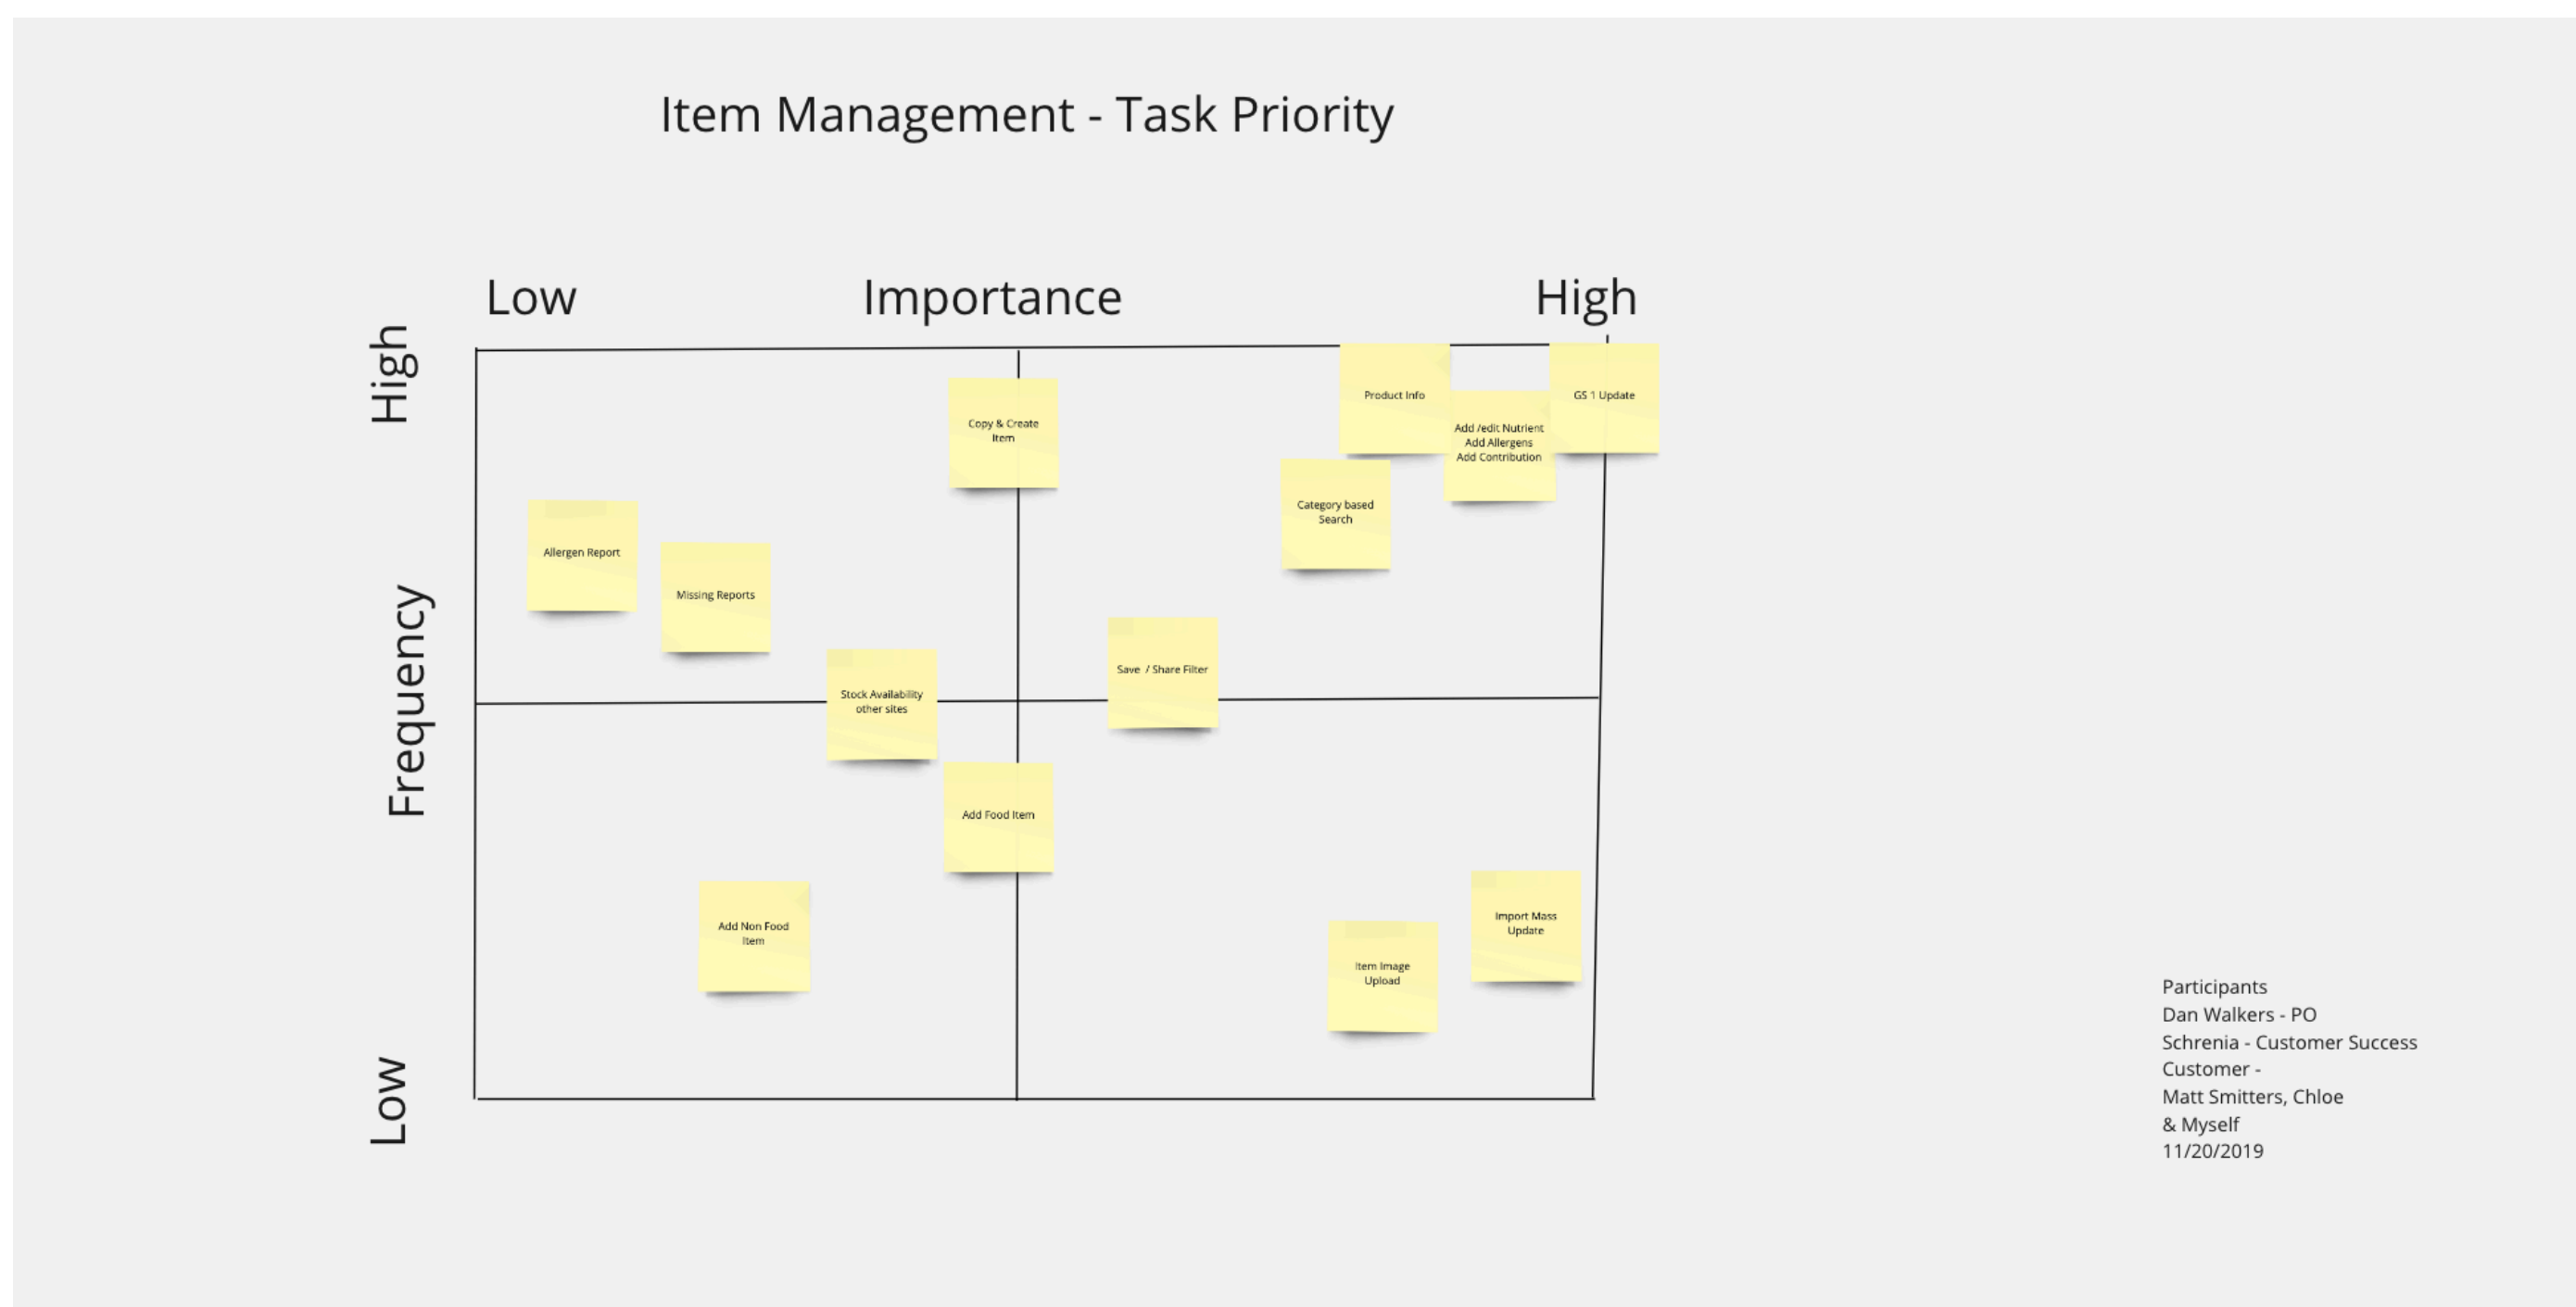 Item Management - Task Priority
Low
Importance
High
High
Frequency
Low
Product Info
GS 1 Update
Copy & Create
Item
Add /edit Nutrient
Add Allergens
Add Contribution
Category based
Search
Allergen Report
Missing Reports
Save / Share Filter
Stock Availability
other sites
Add Food Item
Add Non Food
Item
Import Mass
Update
Item Image
Upload
Participants
Dan Walkers - PO
Schrenia - Customer Success
Customer -
Matt Smitters, Chloe
& Myself
11/20/2019